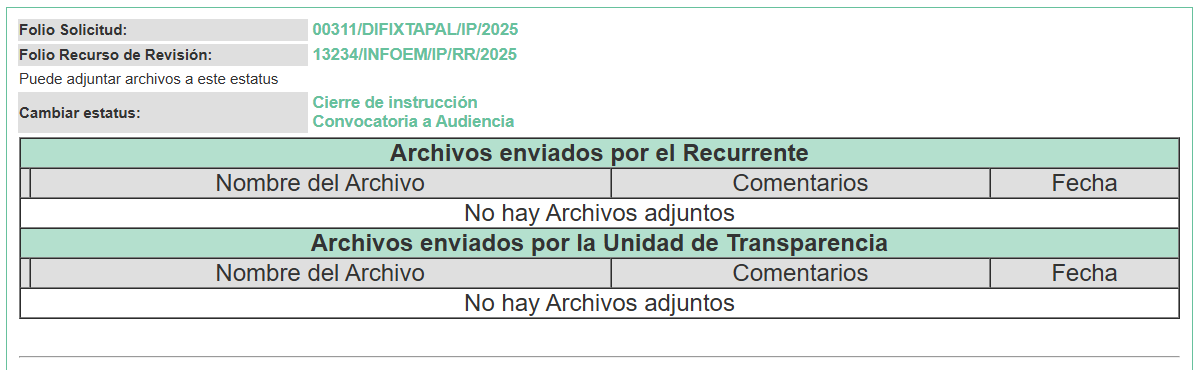 Folio Solicitud: 00311/DIFIXTAPAL/IP/2025
Folio Recurso de Revisión: 13234/INFOEM/IP/RR/2025
Puede adjuntar archivos a este estatus
Cambiar estatus: Cierre de instrucción
Convocatoria a Audiencia
Archivos enviados por el Recurrente
Nombre del Archivo Comentarios Fecha
No hay Archivos adjuntos
Archivos enviados por la Unidad de Transparencia
Nombre del Archivo Comentarios Fecha
No hay Archivos adjuntos